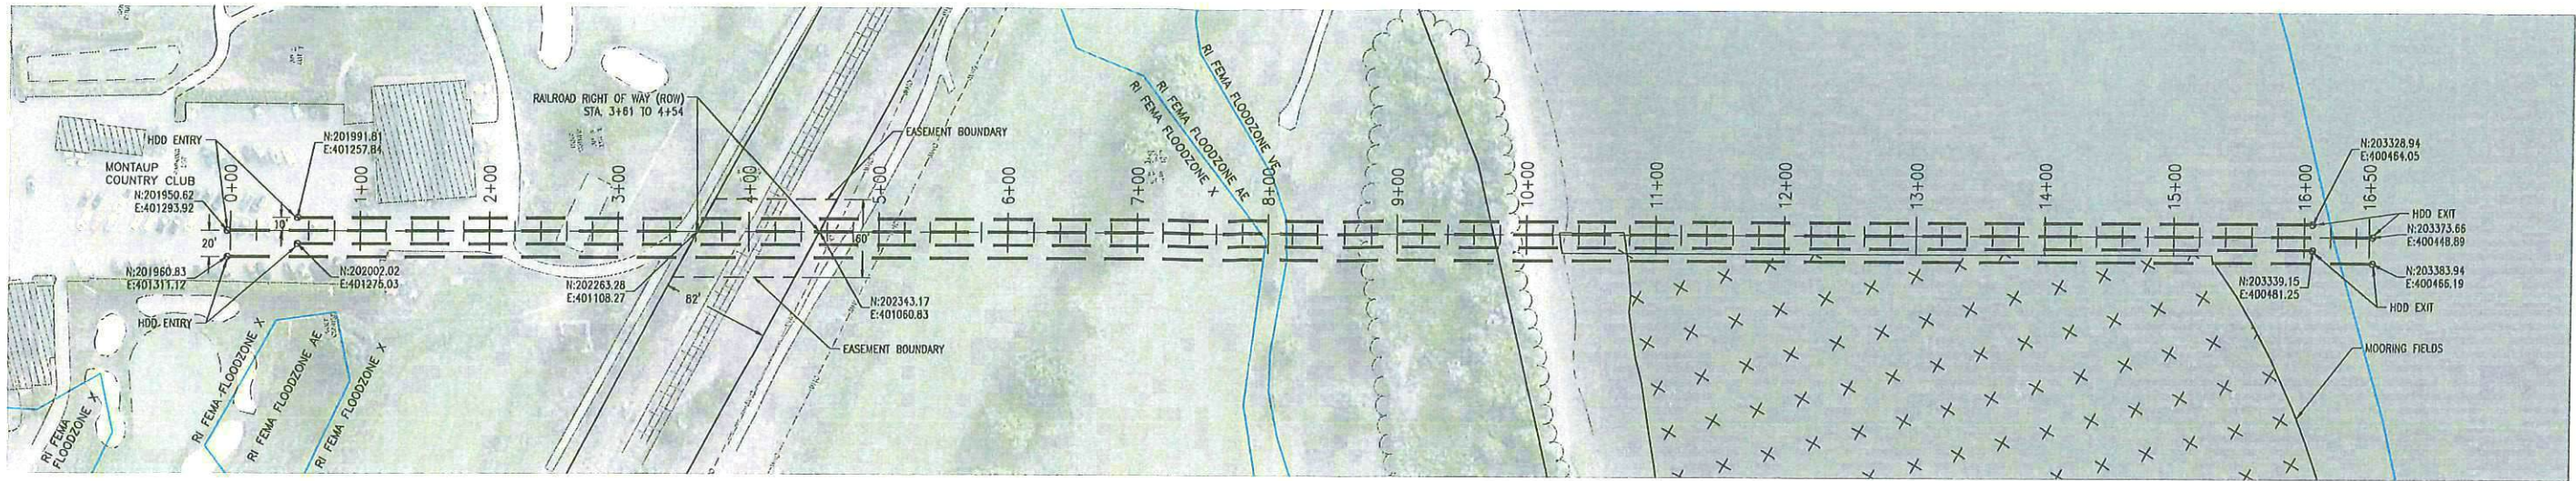 HDD ENTRY
N:201991.81
E:401257.84
MONTAUP
COUNTRY CLUB
N:201950.62
E:401293.92
20'
10'
N:201960.83
E:401311.12
N:202002.02
E:401275.03
HDD ENTRY
RI FEMA
FLOODZONE X
RI FEMA FLOODZONE X
RI FEMA FLOODZONE AE
RI FEMA FLOODZONE X
0+00
1+00
2+00
3+00
4+00
5+00
6+00
7+00
8+00
9+00
10+00
11+00
12+00
13+00
14+00
15+00
16+00
16+50
RAILROAD RIGHT OF WAY (ROW)
STA. 3+61 TO 4+54
EASEMENT BOUNDARY
60'
N:202263.28
E:401108.27
82'
N:202343.17
E:401060.83
EASEMENT BOUNDARY
RI FEMA FLOODZONE VE
RI FEMA FLOODZONE AE
RI FEMA FLOODZONE X
N:203328.94
E:400464.05
HDD EXIT
N:203373.66
E:400448.89
N:203339.15
E:400481.25
N:203383.94
E:400466.19
HDD EXIT
MOORING FIELDS